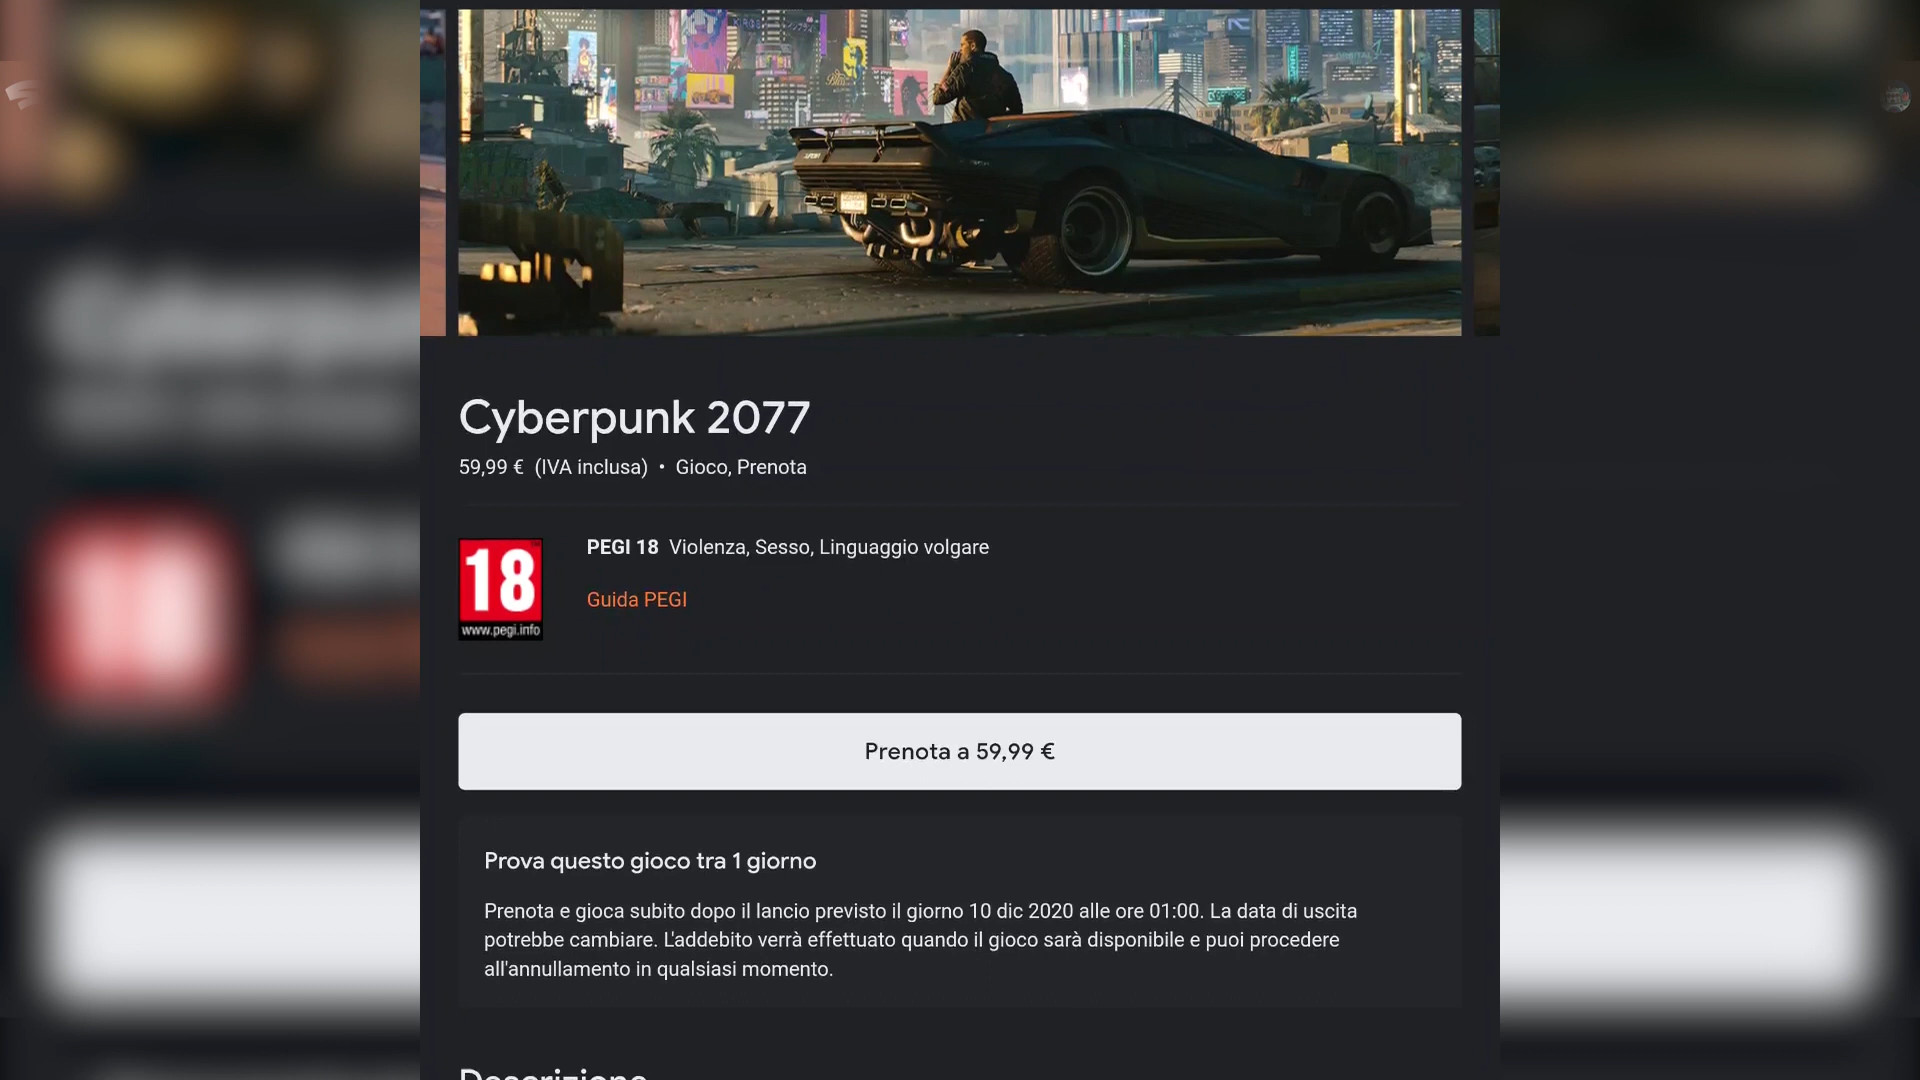 Cyberpunk 2077
59,99 € (IVA inclusa) • Gioco, Prenota
18
www.pegi.info
PEGI 18 Violenza, Sesso, Linguaggio volgare
Guida PEGI
Prenota a 59,99 €
Prova questo gioco tra 1 giorno
Prenota e gioca subito dopo il lancio previsto il giorno 10 dic 2020 alle ore 01:00. La data di uscita
potrebbe cambiare. L'addebito verrà effettuato quando il gioco sarà disponibile e puoi procedere
all'annullamento in qualsiasi momento.
Descrizione